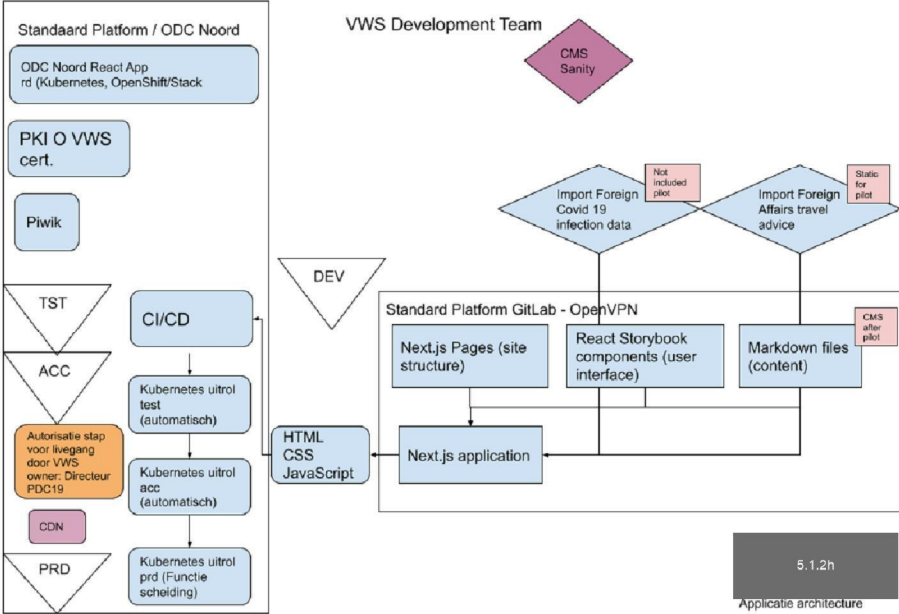 Standaard Platform / ODC Noord
ODC Noord React App
rd (Kubernetes, OpenShift/Stack
PKI O VWS
cert.
Piwik
TST
ACC
Autorisatie stap
voor livegang
door VWS
owner: Directeur
PDC19
CDN
PRD
CI/CD
Kubernetes uitrol
test
(automatisch)
Kubernetes uitrol
acc
(automatisch)
Kubernetes uitrol
prd (Functie
scheiding)
VWS Development Team
CMS
Sanity
Import Foreign
Covid 19
infection data
Not
included
pilot
Import Foreign
Affairs travel
advice
Static
for
pilot
DEV
Standard Platform GitLab - OpenVPN
Next.js Pages (site
structure)
React Storybook
components (user
interface)
Markdown files
(content)
CMS
after
pilot
HTML
CSS
JavaScript
Next.js application
5.1.2h
Applicatie architecture